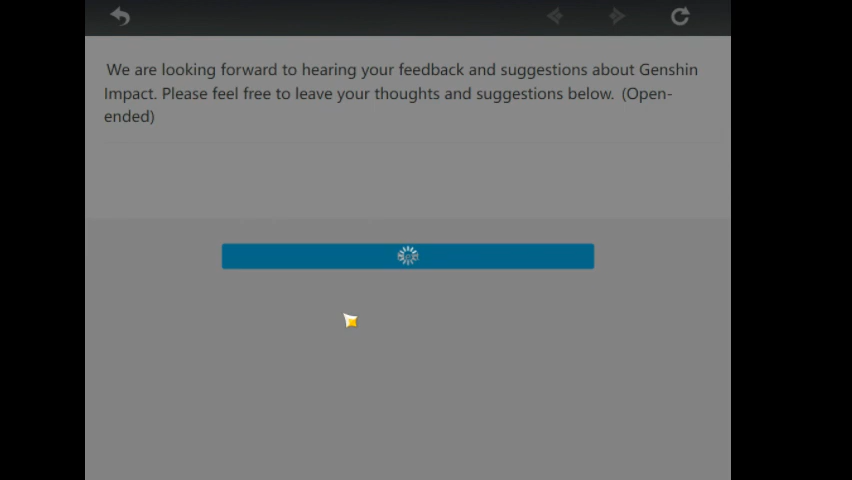 We are looking forward to hearing your feedback and suggestions about Genshin
Impact. Please feel free to leave your thoughts and suggestions below. (Open-
ended)